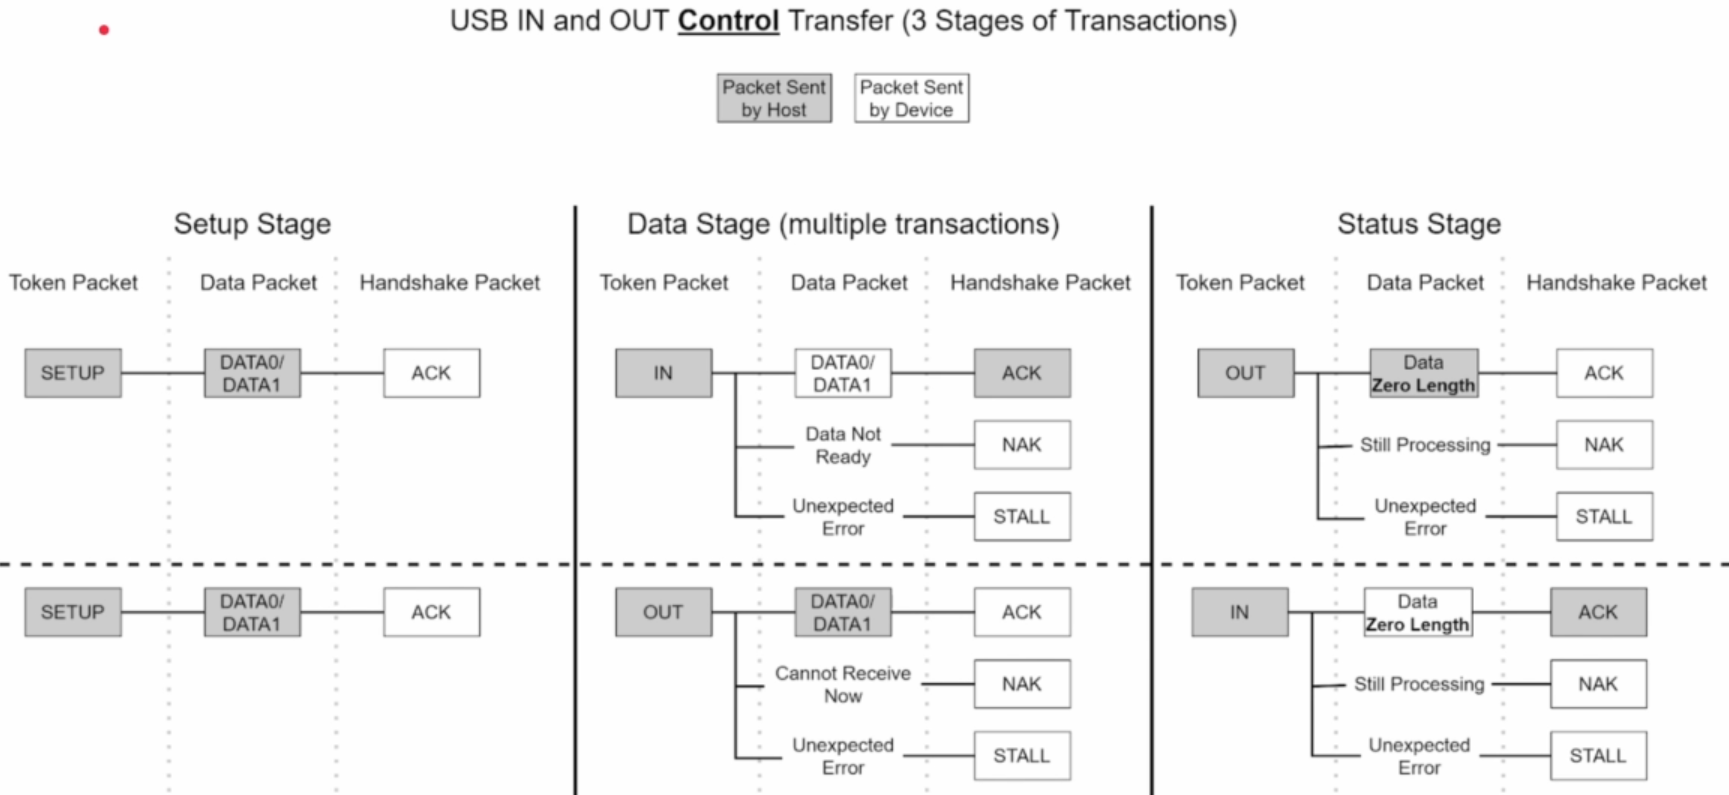 USB IN and OUT Control Transfer (3 Stages of Transactions)
Packet Sent
by Host
Packet Sent
by Device
Setup Stage
Data Stage (multiple transactions)
Status Stage
Token Packet
Data Packet
Handshake Packet
Token Packet
Data Packet
Handshake Packet
Token Packet
Data Packet
Handshake Packet
SETUP
DATA0/
DATA1
ACK
IN
DATA0/
DATA1
ACK
Data Not
Ready
NAK
Unexpected
Error
STALL
OUT
Data
Zero Length
ACK
Still Processing
NAK
Unexpected
Error
STALL
SETUP
DATA0/
DATA1
ACK
OUT
DATA0/
DATA1
ACK
Cannot Receive
Now
NAK
Unexpected
Error
STALL
IN
Data
Zero Length
ACK
Still Processing
NAK
Unexpected
Error
STALL